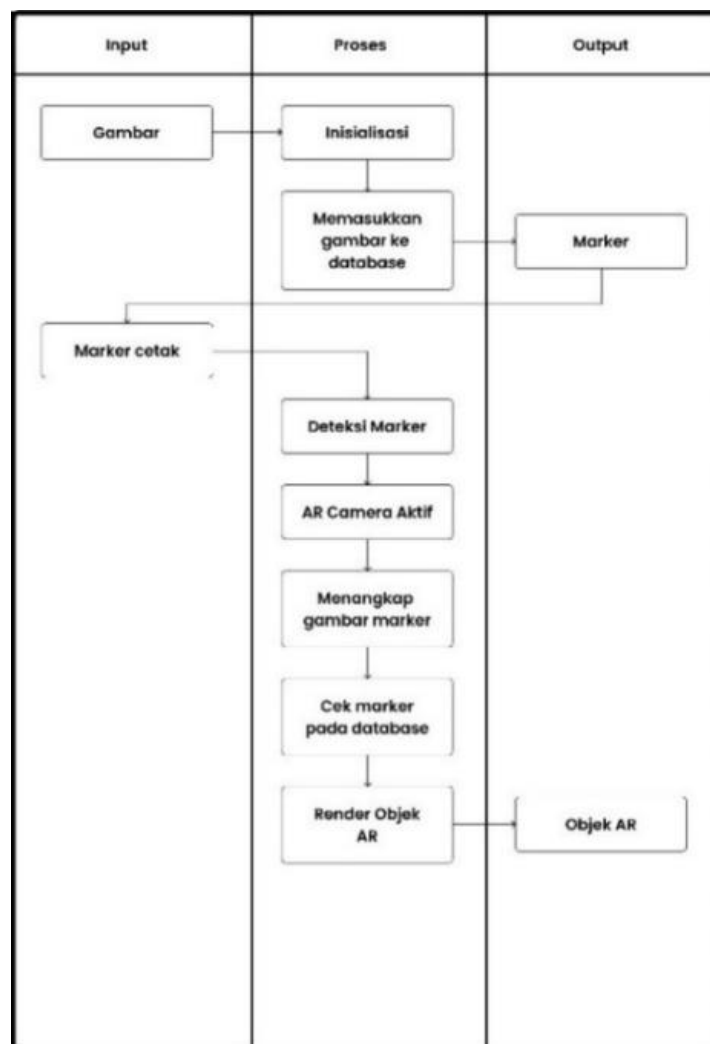 Input
Proses
Output
Gambar
Inisialisasi
Memasukkan
gambar ke
database
Marker
Marker cetak
Deteksi Marker
AR Camera Aktif
Menangkap
gambar marker
Cek marker
pada database
Render Objek
AR
Objek AR